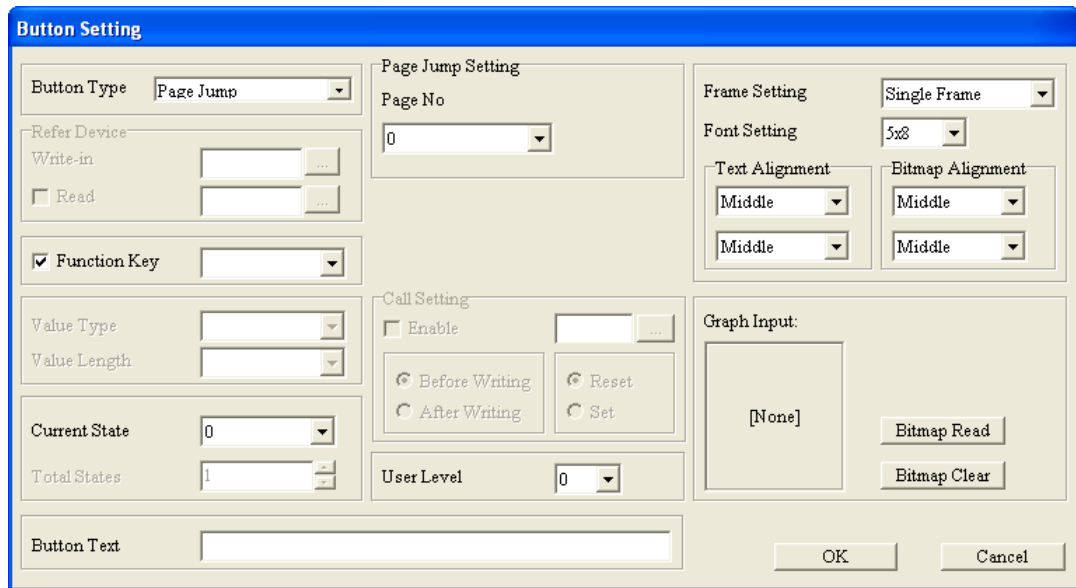 Button Setting
Button Type
Page Jump
Refer Device
Write-in
...
Read
...
Function Key
Value Type
Value Length
Current State
0
Total States
1
Button Text
Page Jump Setting
Page No
0
Call Setting
Enable
...
Before Writing
After Writing
Reset
Set
User Level
0
Frame Setting
Single Frame
Font Setting
5x8
Text Alignment
Middle
Middle
Bitmap Alignment
Middle
Middle
Graph Input:
[None]
Bitmap Read
Bitmap Clear
OK
Cancel